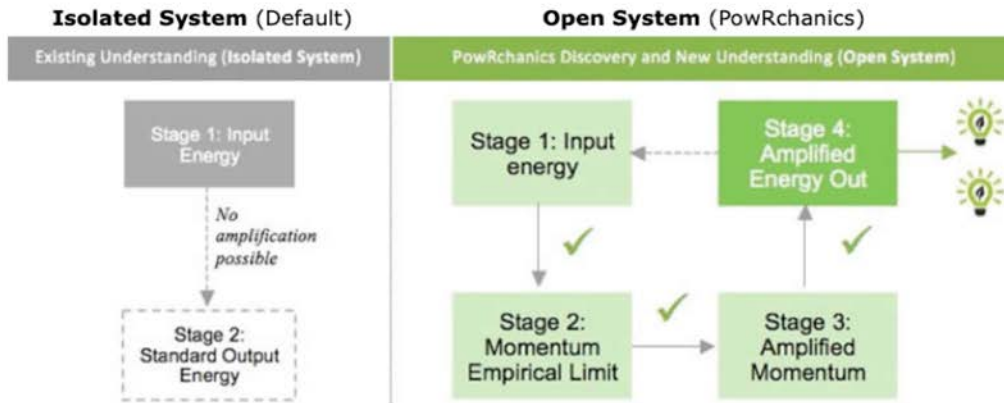 Isolated System (Default)
Open System (PowRchanics)
Existing Understanding (Isolated System)
PowRchanics Discovery and New Understanding (Open System)
Stage 1: Input
Energy
No
amplification
possible
Stage 2:
Standard Output
Energy
Stage 1: Input
energy
Stage 2:
Momentum
Empirical Limit
Stage 3:
Amplified
Momentum
Stage 4:
Amplified
Energy Out